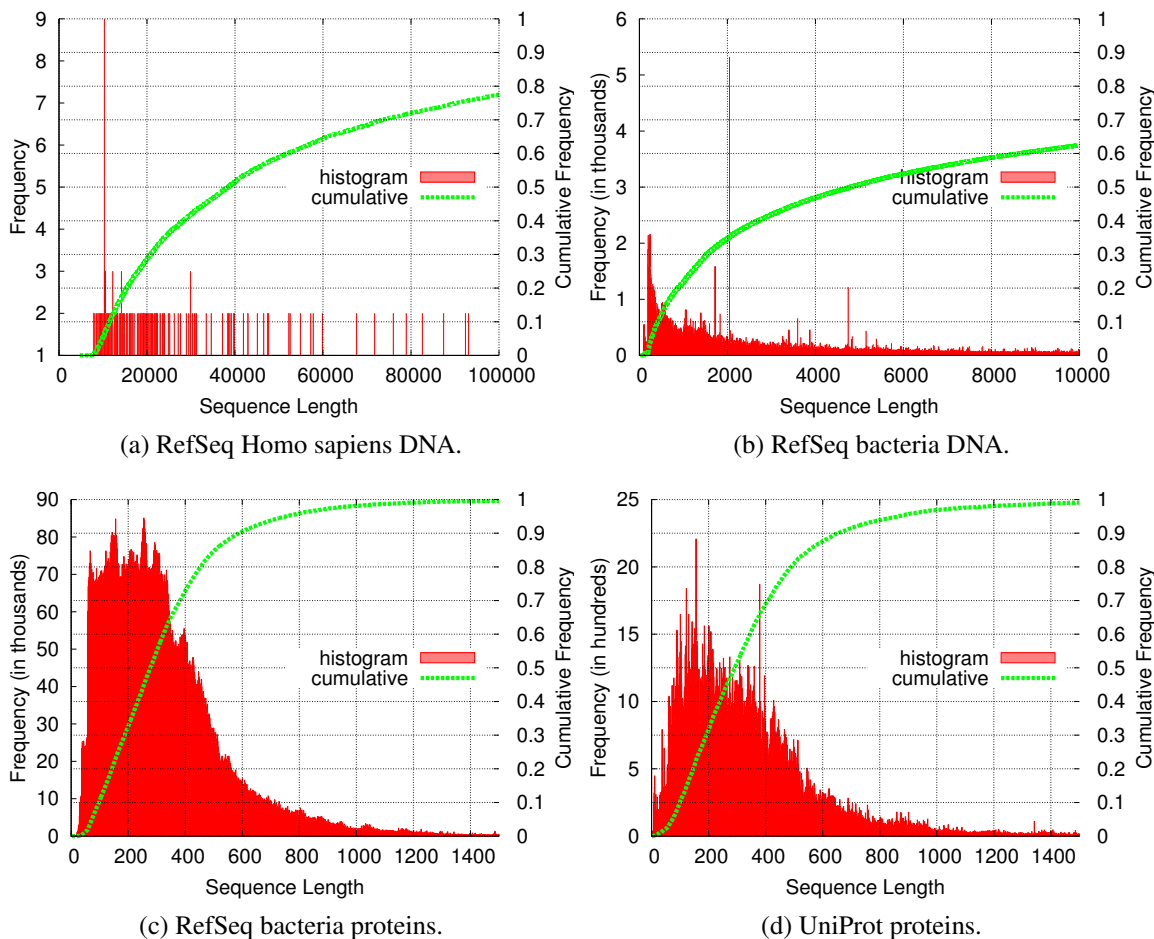 9
8
7
6
5
4
3
2
1
Frequency
1
0.9
0.8
0.7
0.6
0.5
0.4
0.3
0.2
0.1
0
Cumulative Frequency
histogram
cumulative
0 20000 40000 60000 80000 100000
Sequence Length
(a) RefSeq Homo sapiens DNA.
6
5
4
3
2
1
0
Frequency (in thousands)
1
0.9
0.8
0.7
0.6
0.5
0.4
0.3
0.2
0.1
0
Cumulative Frequency
histogram
cumulative
0 2000 4000 6000 8000 10000
Sequence Length
(b) RefSeq bacteria DNA.
90
80
70
60
50
40
30
20
10
0
Frequency (in thousands)
1
0.9
0.8
0.7
0.6
0.5
0.4
0.3
0.2
0.1
0
Cumulative Frequency
histogram
cumulative
0 200 400 600 800 1000 1200 1400
Sequence Length
(c) RefSeq bacteria proteins.
25
20
15
10
5
0
Frequency (in hundreds)
1
0.9
0.8
0.7
0.6
0.5
0.4
0.3
0.2
0.1
0
Cumulative Frequency
histogram
cumulative
0 200 400 600 800 1000 1200 1400
Sequence Length
(d) UniProt proteins.